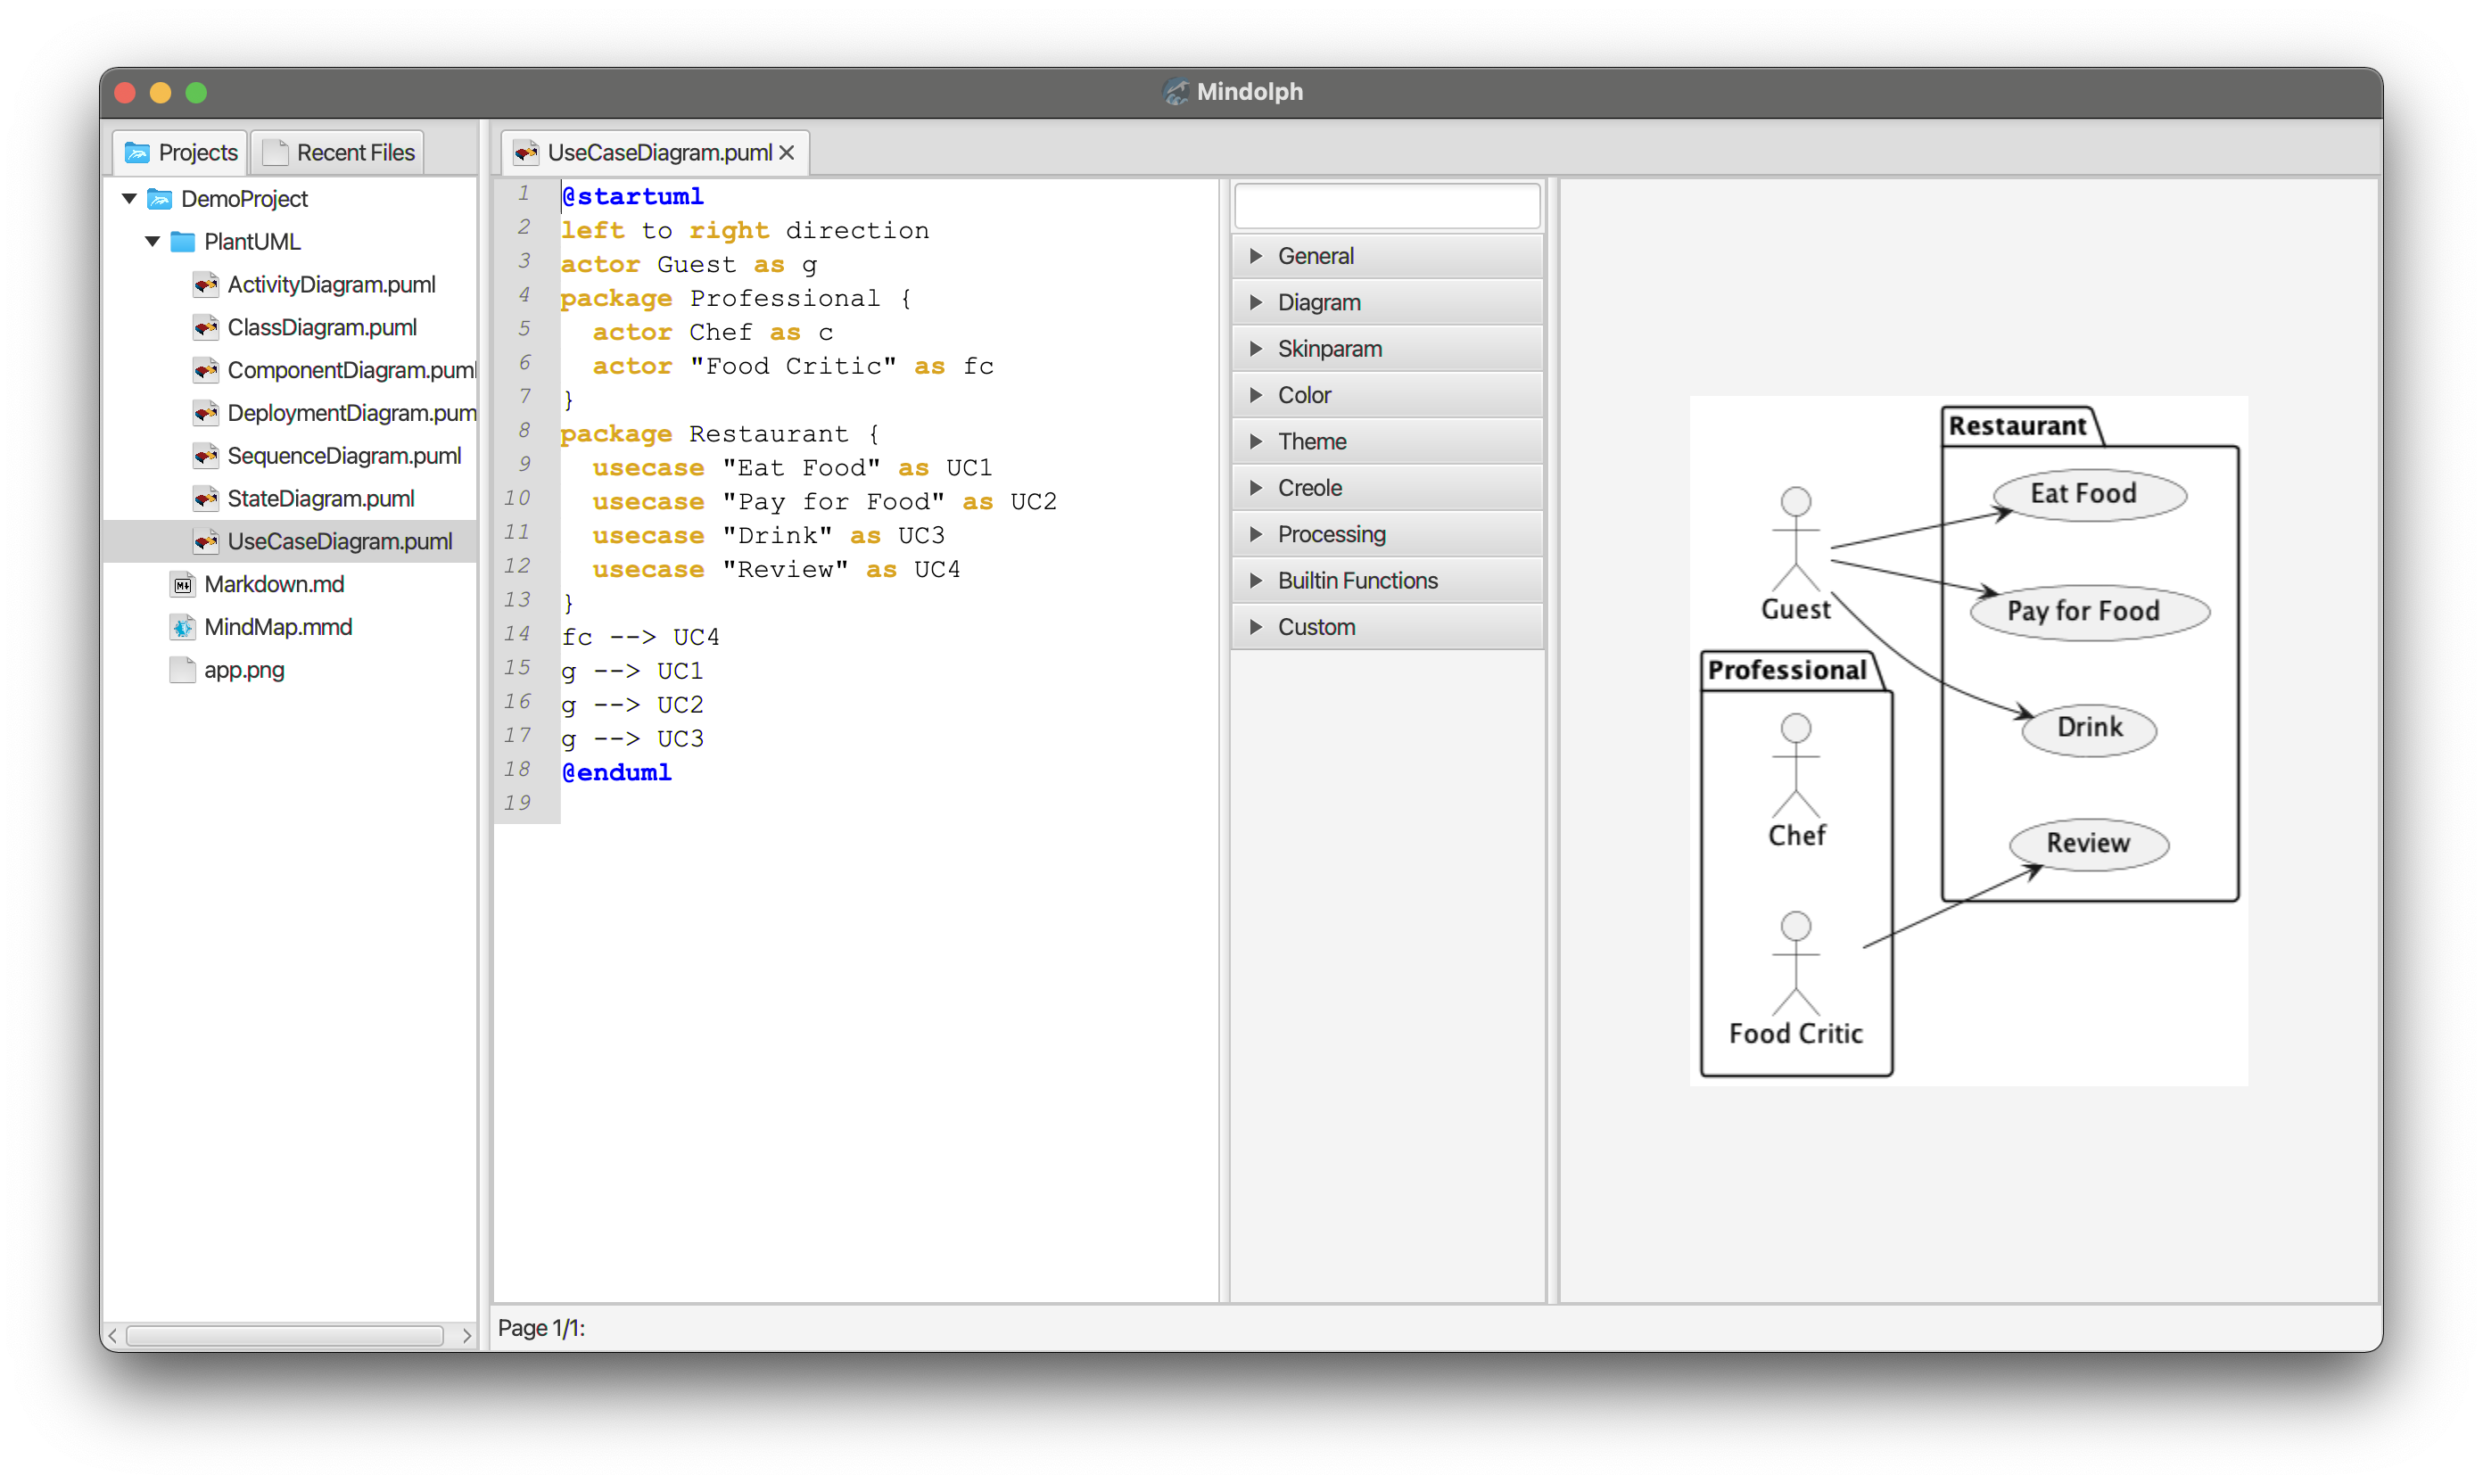 Mindolph
Projects
Recent Files
DemoProject
PlantUML
ActivityDiagram.puml
ClassDiagram.puml
ComponentDiagram.puml
DeploymentDiagram.pum
SequenceDiagram.puml
StateDiagram.puml
UseCaseDiagram.puml
Markdown.md
MindMap.mmd
app.png
UseCaseDiagram.puml
1 @startuml
2 left to right direction
3 actor Guest as g
4 package Professional {
5   actor Chef as c
6   actor "Food Critic" as fc
7 }
8 package Restaurant {
9   usecase "Eat Food" as UC1
10   usecase "Pay for Food" as UC2
11   usecase "Drink" as UC3
12   usecase "Review" as UC4
13 }
14 fc --> UC4
15 g --> UC1
16 g --> UC2
17 g --> UC3
18 @enduml
19
General
Diagram
Skinparam
Color
Theme
Creole
Processing
Builtin Functions
Custom
Restaurant
Eat Food
Guest
Pay for Food
Professional
Drink
Chef
Review
Food Critic
Page 1/1: